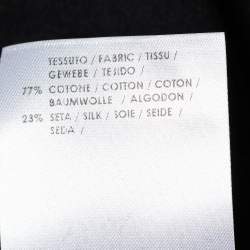 TESSUTO / FABRIC / TISSU /
GEWEBE / TEJIDO /
77% COTONE / COTTON / COTON /
BAUMWOLLE / ALGODON /
23% SETA / SILK / SOIE / SEIDE /
SEDA /